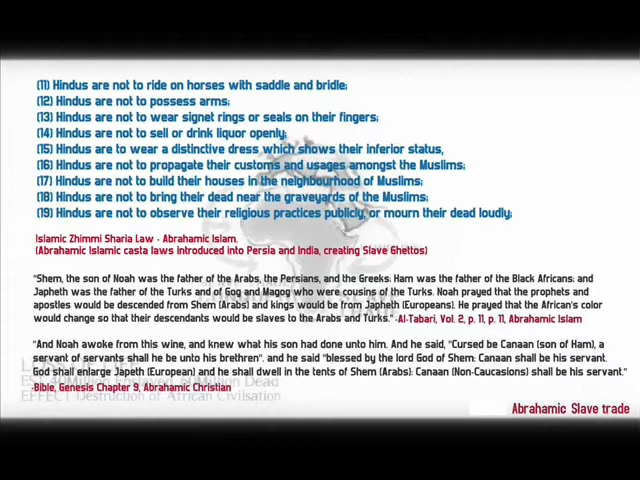 (11) Hindus are not to ride on horses with saddle and bridle;
(12) Hindus are not to possess arms;
(13) Hindus are not to wear signet rings or seals on their fingers;
(14) Hindus are not to sell or drink liquor openly;
(15) Hindus are to wear a distinctive dress which shows their inferior status,
(16) Hindus are not to propagate their customs and usages amongst the Muslims;
(17) Hindus are not to build their houses in the neighbourhood of Muslims;
(18) Hindus are not to bring their dead near the graveyards of the Muslims;
(19) Hindus are not to observe their religious practices publicly, or mourn their dead loudly;
Islamic Zhimmi Sharia Law - Abrahamic Islam.
(Abrahamic Islamic casta laws introduced into Persia and India, creating Slave Ghettos)
"Shem, the son of Noah was the father of the Arabs, the Persians, and the Greeks; Ham was the father of the Black Africans; and
Japheth was the father of the Turks and of Gog and Magog who were cousins of the Turks. Noah prayed that the prophets and
apostles would be descended from Shem (Arabs) and kings would be from Japheth (Europeans). He prayed that the African's color
would change so that their descendants would be slaves to the Arabs and Turks." -Al-Tabari, Vol. 2, p. 11, p. 11, Abrahamic Islam
"And Noah awoke from this wine, and knew what his son had done unto him. And he said, "Cursed be Canaan (son of Ham), a
servant of servants shall he be unto his brethren". and he said "blessed by the lord God of Shem; Canaan shall be his servant.
God shall enlarge Japeth (European) and he shall dwell in the tents of Shem (Arabs); Canaan (Non-Caucasions) shall be his servant."
-Bible, Genesis Chapter 9, Abrahamic Christian
EST 40Million Enslaved 60Million Dead
EFFECT Destruction of African Civilsation
Abrahamic Slave trade